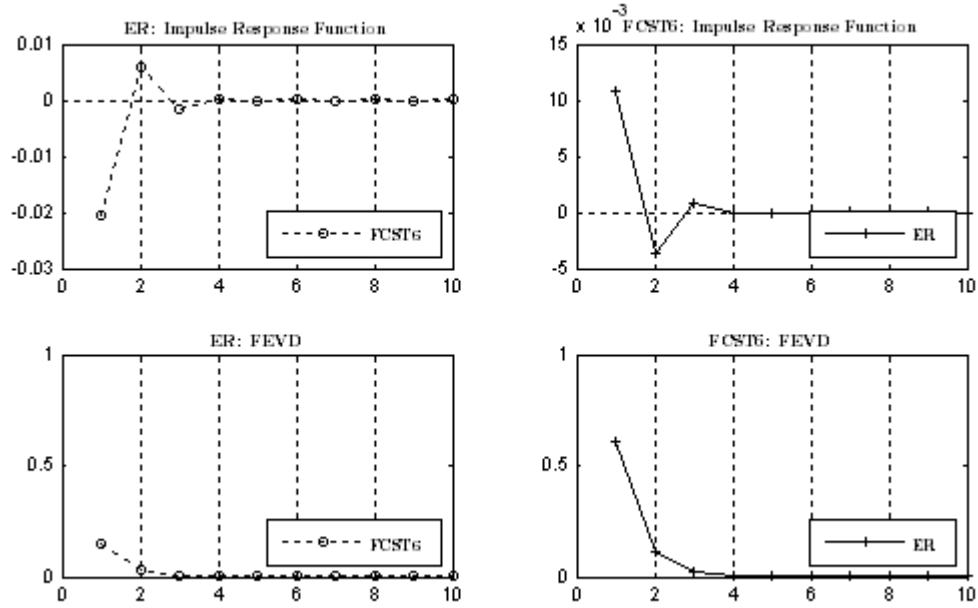 ER: Impulse Response Function
0.01
0
-0.01
-0.02
-0.03
0 2 4 6 8 10
FCST6
x 10^-3
FCST6: Impulse Response Function
15
10
5
0
-5
0 2 4 6 8 10
ER
ER: FEVD
1
0.5
0
0 2 4 6 8 10
FCST6
FCST6: FEVD
1
0.5
0
0 2 4 6 8 10
ER